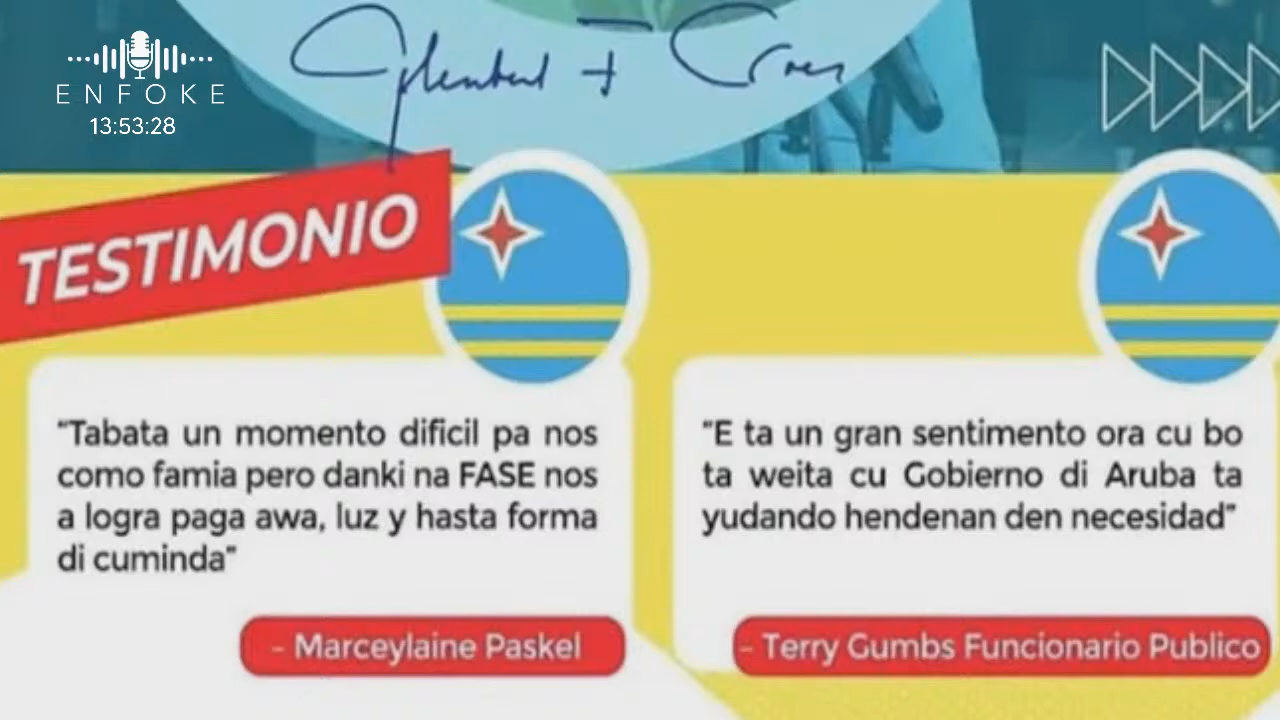 ENFOKE
13:53:28
TESTIMONIO
"Tabata un momento dificil pa nos
como famia pero danki na FASE nos
a logra paga awa, luz y hasta forma
di cuminda"
- Marceylaine Paskel
"E ta un gran sentimento ora cu bo
ta weita cu Gobierno di Aruba ta
yudando hendenan den necesidad"
- Terry Gumbs Funcionario Publico